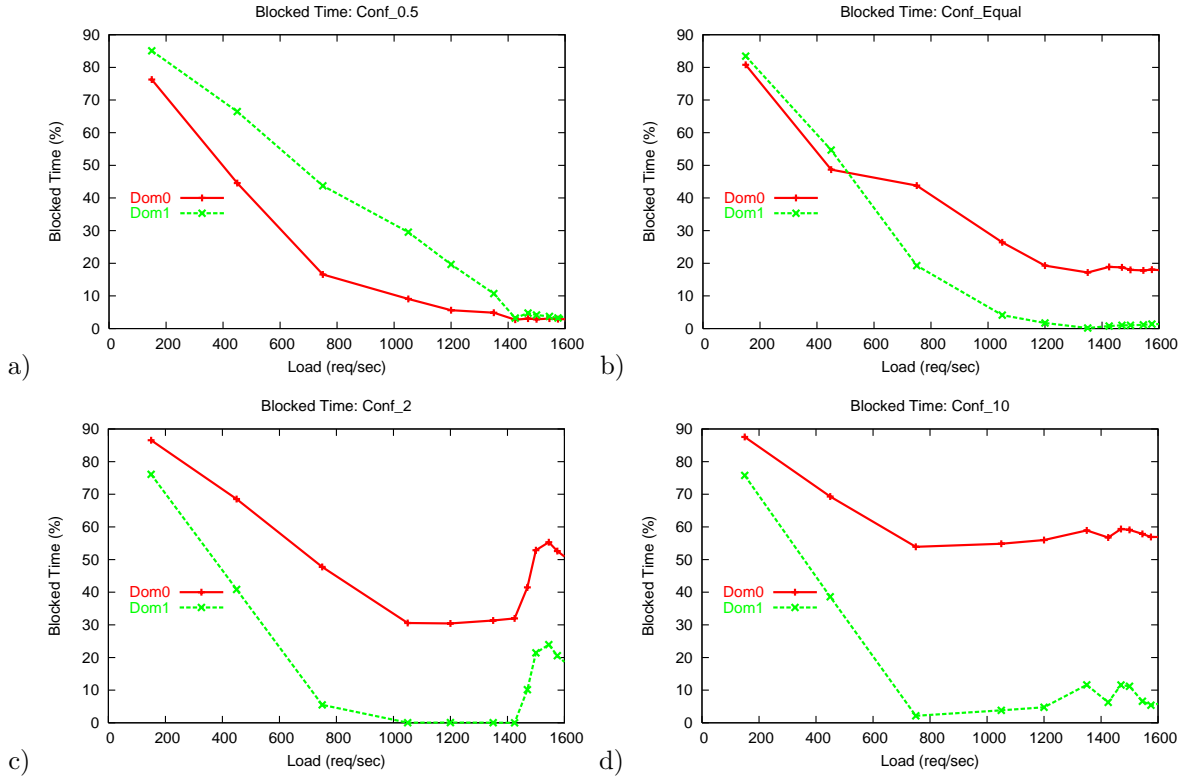 Blocked Time: Conf_0.5
90
80
70
60
50
40
30
20
10
0
Blocked Time (%)
Dom0
Dom1
0 200 400 600 800 1000 1200 1400 1600
Load (req/sec)
a)
Blocked Time: Conf_Equal
90
80
70
60
50
40
30
20
10
0
Blocked Time (%)
Dom0
Dom1
0 200 400 600 800 1000 1200 1400 1600
Load (req/sec)
b)
Blocked Time: Conf_2
90
80
70
60
50
40
30
20
10
0
Blocked Time (%)
Dom0
Dom1
0 200 400 600 800 1000 1200 1400 1600
Load (req/sec)
c)
Blocked Time: Conf_10
90
80
70
60
50
40
30
20
10
0
Blocked Time (%)
Dom0
Dom1
0 200 400 600 800 1000 1200 1400 1600
Load (req/sec)
d)